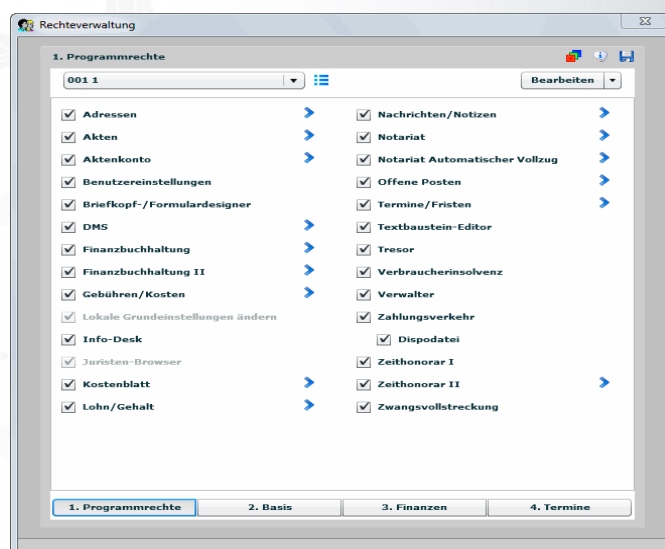 Rechteverwaltung
1. Programmrechte
001 1
Bearbeiten
Adressen
Akten
Aktenkonto
Benutzereinstellungen
Briefkopf-/Formulardesigner
DMS
Finanzbuchhaltung
Finanzbuchhaltung II
Gebühren/Kosten
Lokale Grundeinstellungen ändern
Info-Desk
Juristen-Browser
Kostenblatt
Lohn/Gehalt
Nachrichten/Notizen
Notariat
Notariat Automatischer Vollzug
Offene Posten
Termine/Fristen
Textbaustein-Editor
Tresor
Verbraucherinsolvenz
Verwalter
Zahlungsverkehr
Dispodatei
Zeithonorar I
Zeithonorar II
Zwangsvollstreckung
1. Programmrechte
2. Basis
3. Finanzen
4. Termine